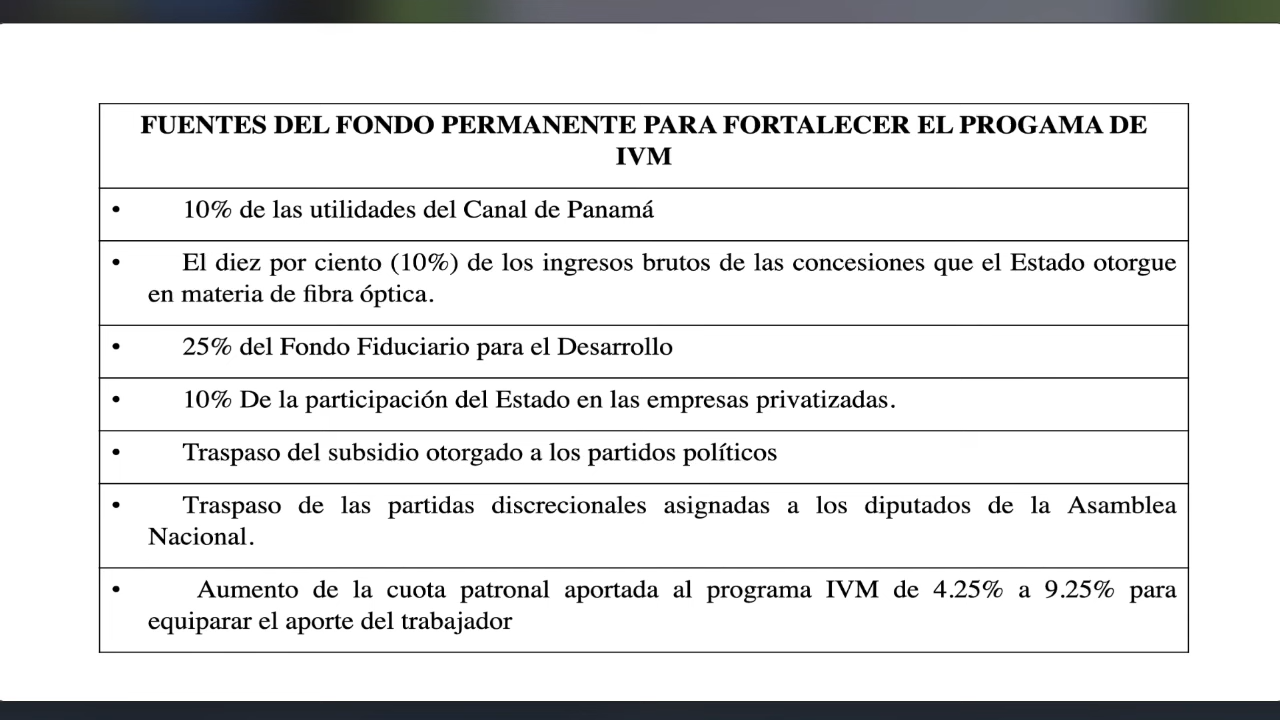 FUENTES DEL FONDO PERMANENTE PARA FORTALECER EL PROGAMA DE
IVM
• 10% de las utilidades del Canal de Panamá
• El diez por ciento (10%) de los ingresos brutos de las concesiones que el Estado otorgue
en materia de fibra óptica.
• 25% del Fondo Fiduciario para el Desarrollo
• 10% De la participación del Estado en las empresas privatizadas.
• Traspaso del subsidio otorgado a los partidos políticos
• Traspaso de las partidas discrecionales asignadas a los diputados de la Asamblea
Nacional.
• Aumento de la cuota patronal aportada al programa IVM de 4.25% a 9.25% para
equiparar el aporte del trabajador